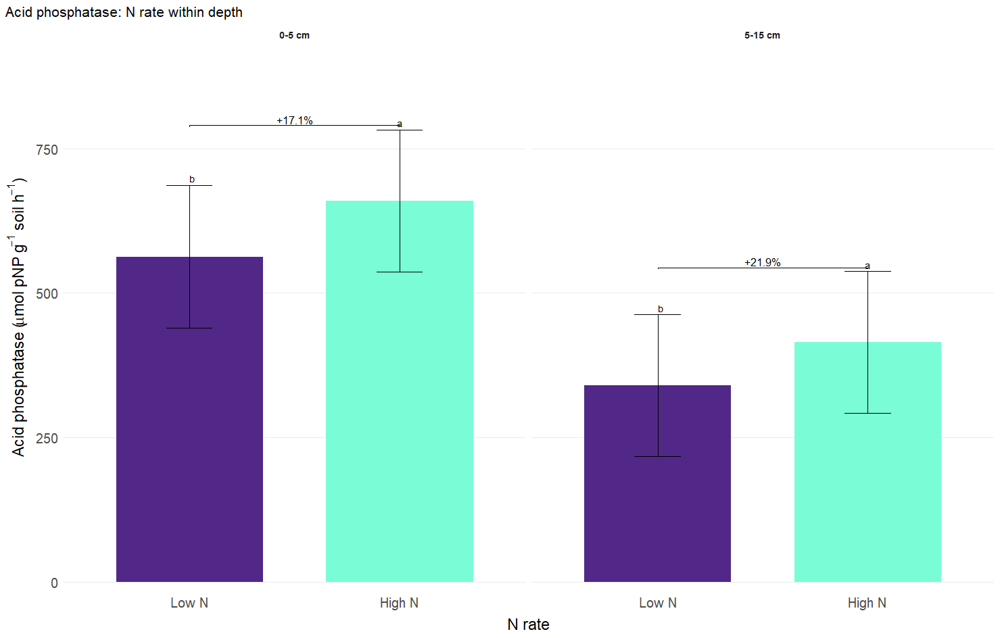 Acid phosphatase: N rate within depth
0-5 cm
5-15 cm
+17.1%
a
b
+21.9%
a
b
750
500
250
0
Acid phosphatase (μmol pNP g⁻¹ soil h⁻¹)
Low N
High N
Low N
High N
N rate